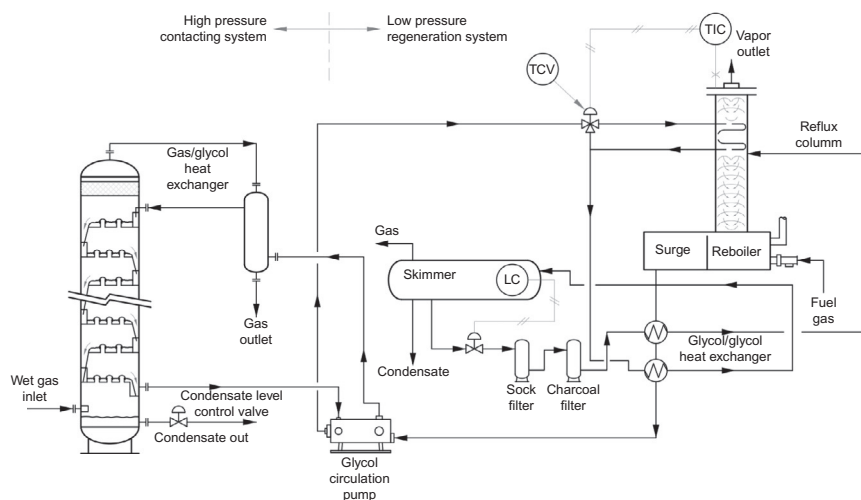 High pressure
contacting system
Low pressure
regeneration system
TIC
Vapor
outlet
TCV
Gas/glycol
heat
exchanger
Reflux
columm
Gas
Skimmer
LC
Surge
Reboiler
Fuel
gas
Gas
outlet
Glycol/glycol
heat exchanger
Condensate
Sock
filter
Charcoal
filter
Wet gas
inlet
Condensate level
control valve
Condensate out
Glycol
circulation
pump